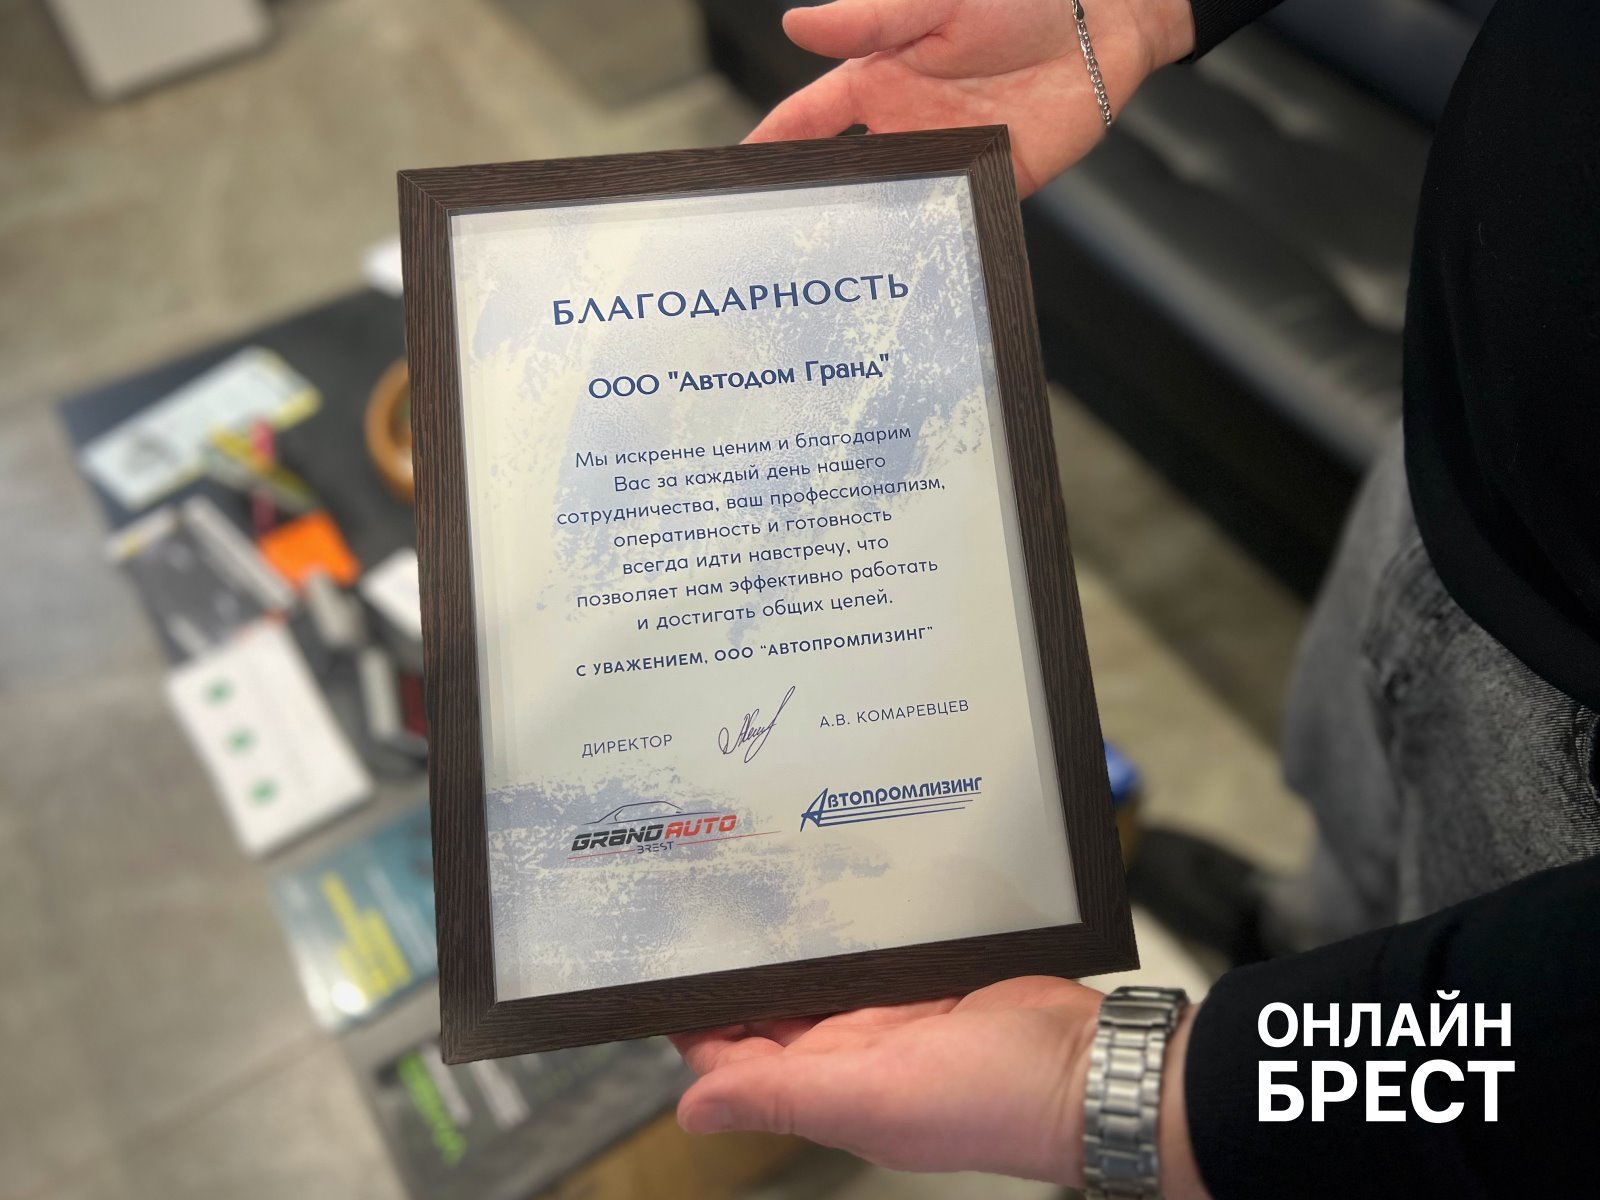 БЛАГОДАРНОСТЬ
ООО "Автодом Гранд"
Мы искренне ценим и благодарим
Вас за каждый день нашего
сотрудничества, ваш профессионализм,
оперативность и готовность
всегда идти навстречу, что
позволяет нам эффективно работать
и достигать общих целей.
С УВАЖЕНИЕМ, ООО “АВТОПРОМЛИЗИНГ”
ДИРЕКТОР
А.В. КОМАРЕВЦЕВ
GRAND AUTO
BREST
Автопромлизинг
ОНЛАЙН
БРЕСТ